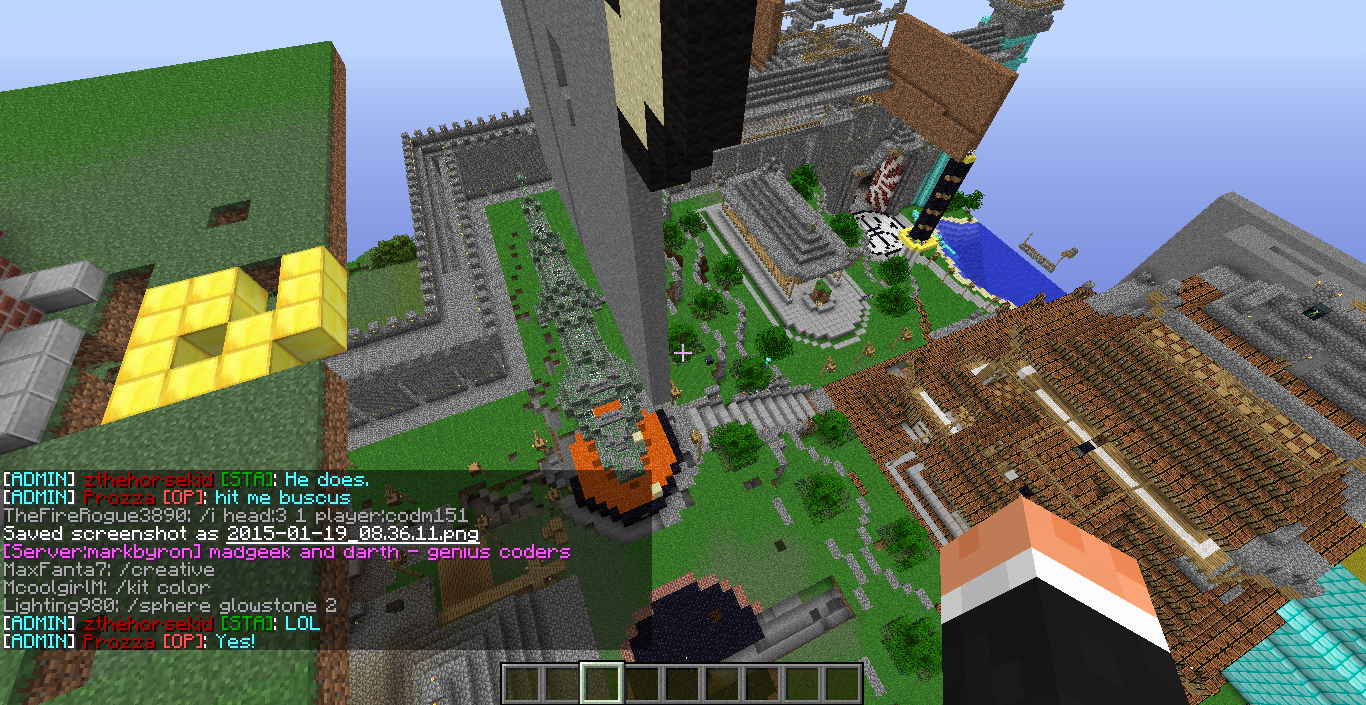 [ADMIN] zthehorsekid [STA]: He does.
[ADMIN] Prozza [OP]: hit me buscus
TheFireRogue3890: /i head:3 1 player:codm151
Saved screenshot as 2015-01-19_08.36.11.png
[Server:markbyron] madgeek and darth - genius coders
MaxFanta7: /creative
McoolgirlM: /kit color
Lighting980: /sphere glowstone 2
[ADMIN] zthehorsekid [STA]: LOL
[ADMIN] Prozza [OP]: Yes!